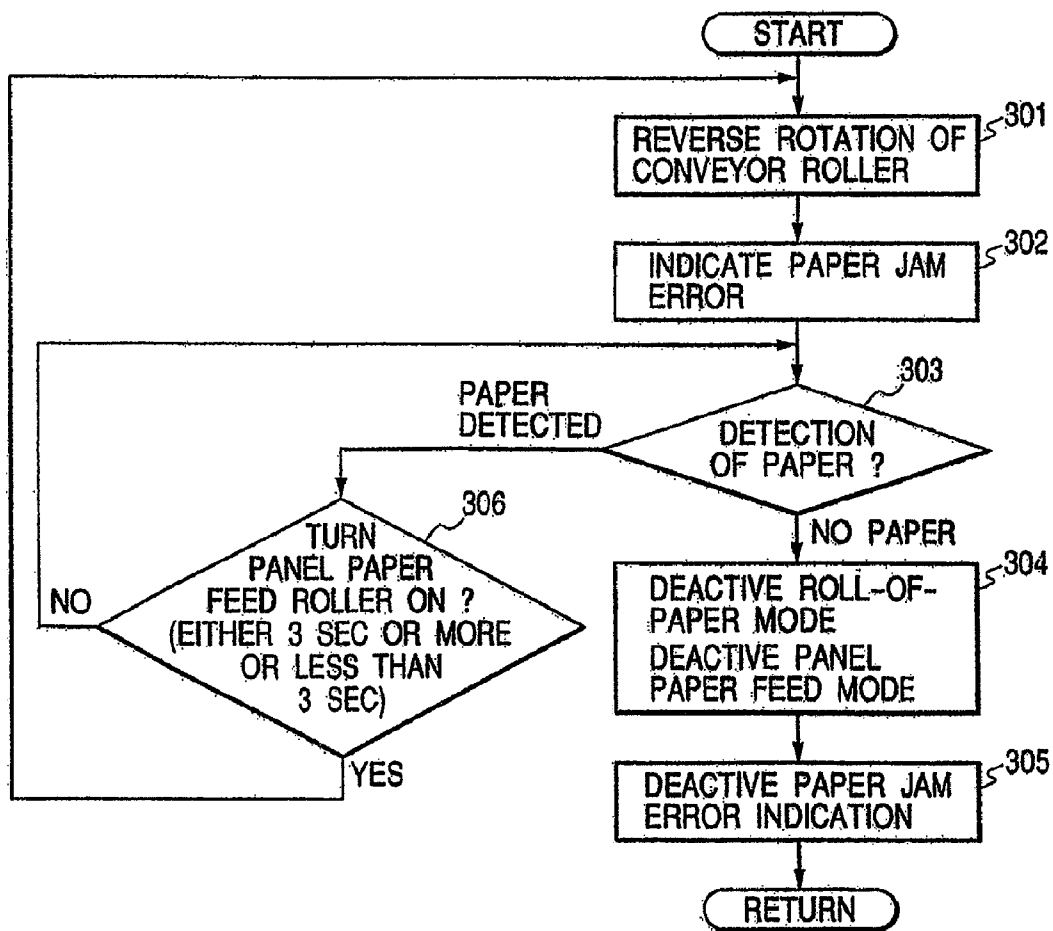 START
301
REVERSE ROTATION OF
CONVEYOR ROLLER
302
INDICATE PAPER JAM
ERROR
303
PAPER
DETECTED
DETECTION
OF PAPER ?
306
TURN
PANEL PAPER
FEED ROLLER ON ?
(EITHER 3 SEC OR MORE
OR LESS THAN
3 SEC)
NO
YES
NO PAPER
304
DEACTIVE ROLL-OF-
PAPER MODE
DEACTIVE PANEL
PAPER FEED MODE
305
DEACTIVE PAPER JAM
ERROR INDICATION
RETURN